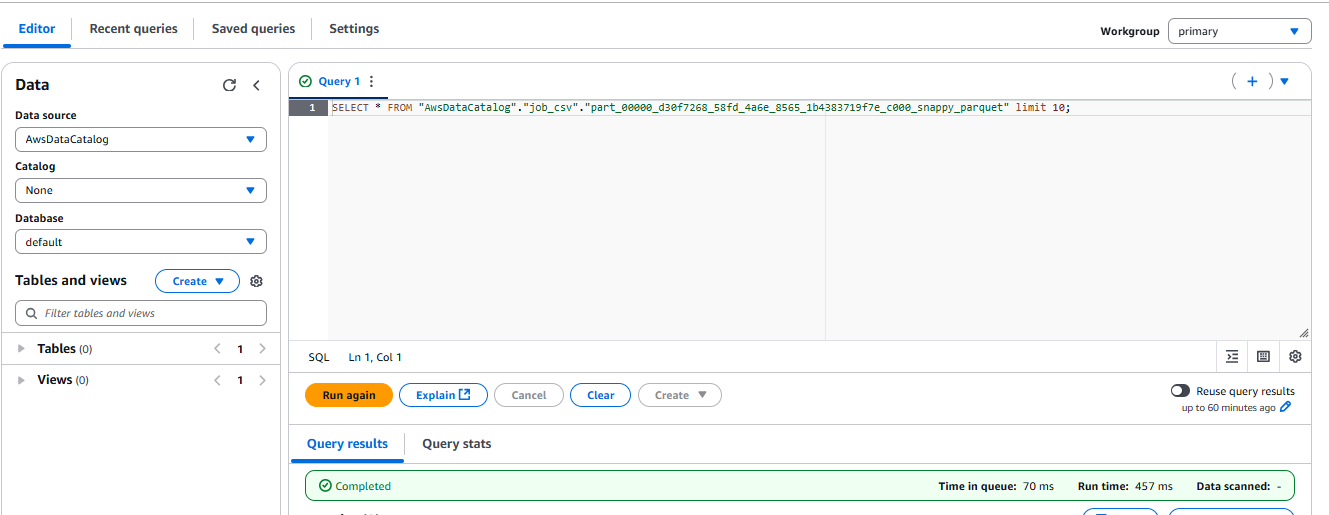 Editor
Recent queries
Saved queries
Settings
Workgroup
primary
Data
Data source
AwsDataCatalog
Catalog
None
Database
default
Tables and views
Create
Filter tables and views
Tables (0)
1
Views (0)
1
Query 1
1
SELECT * FROM "AwsDataCatalog"."job_csv"."part_00000_d30f7268_58fd_4a6e_8565_1b4383719f7e_c000_snappy_parquet" limit 10;
SQL Ln 1, Col 1
Run again
Explain
Cancel
Clear
Create
Reuse query results
up to 60 minutes ago
Query results
Query stats
Completed
Time in queue: 70 ms
Run time: 457 ms
Data scanned: -